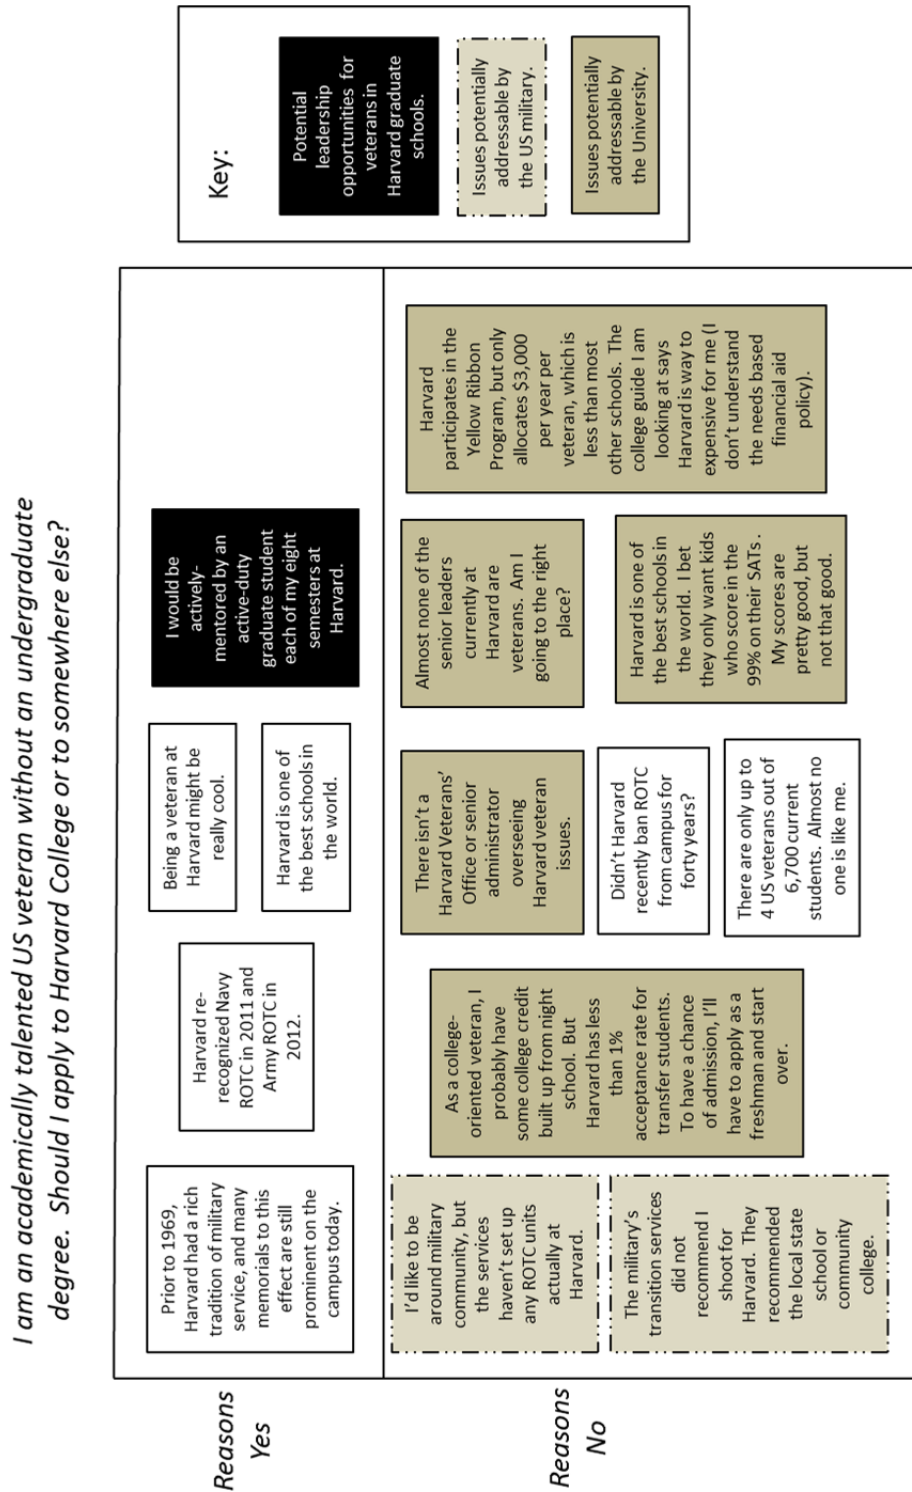 I am an academically talented US veteran without an undergraduate
degree.  Should I apply to Harvard College or to somewhere else?
Reasons
Yes
Prior to 1969,
Harvard had a rich
tradition of military
service, and many
memorials to this
effect are still
prominent on the
campus today.
Harvard re-
recognized Navy
ROTC in 2011 and
Army ROTC in
2012.
Being a veteran at
Harvard might be
really cool.
Harvard is one of
the best schools in
the world.
I would be
actively-
mentored by an
active-duty
graduate student
each of my eight
semesters at
Harvard.
Reasons
No
I'd like to be
around military
community, but
the services
haven't set up
any ROTC units
actually at
Harvard.
The military's
transition services
did not
recommend I
shoot for
Harvard.  They
recommended
the local state
school or
community
college.
As a college-
oriented veteran, I
probably have
some college credit
built up from night
school.  But
Harvard has less
than 1%
acceptance rate for
transfer students.
To have a chance
of admission, I'll
have to apply as a
freshman and start
over.
There isn't a
Harvard Veterans'
Office or senior
administrator
overseeing
Harvard veteran
issues.
Didn't Harvard
recently ban ROTC
from campus for
forty years?
There are only up to
4 US veterans out of
6,700 current
students.  Almost no
one is like me.
Almost none of the
senior leaders
currently at
Harvard are
veterans.  Am I
going to the right
place?
Harvard is one of
the best schools in
the world.  I bet
they only want kids
who score in the
99% on their SATs.
My scores are
pretty good, but
not that good.
Harvard
participates in the
Yellow Ribbon
Program, but only
allocates $3,000
per year per
veteran, which is
less than most
other schools.  The
college guide I am
looking at says
Harvard is way to
expensive for me (I
don't understand
the needs based
financial aid
policy).
Key:
Potential
leadership
opportunities for
veterans in
Harvard graduate
schools.
Issues potentially
addressable by
the US military.
Issues potentially
addressable by
the University.